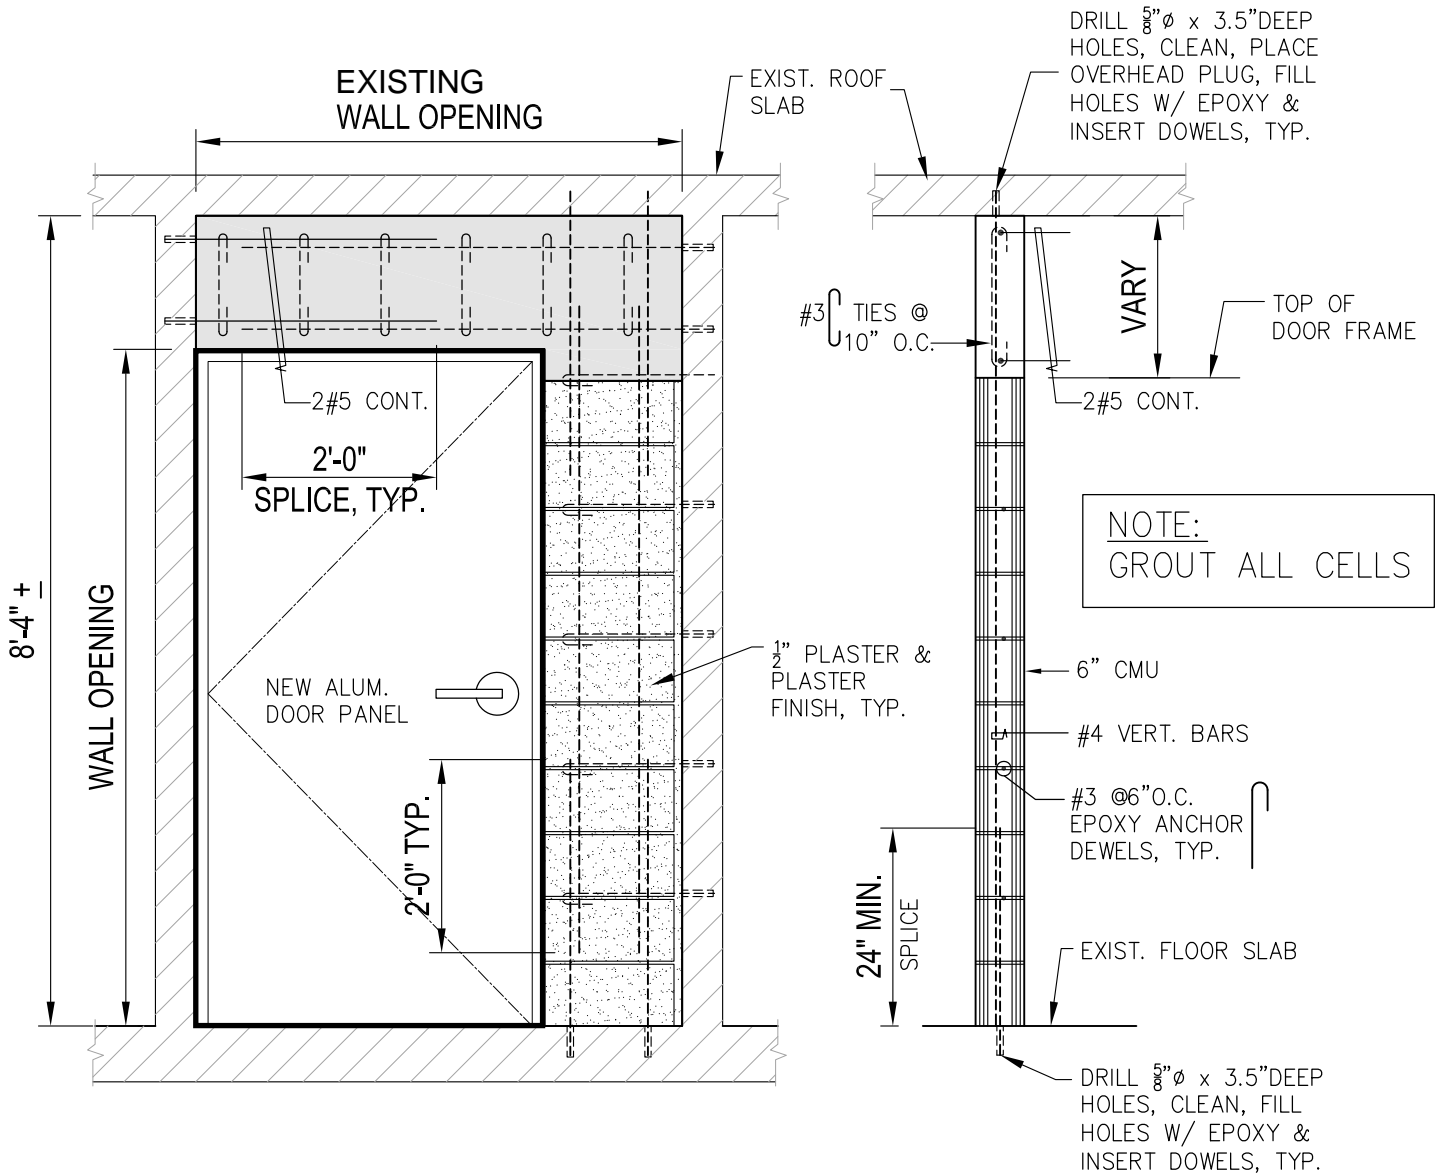 EXISTING
WALL OPENING
EXIST. ROOF
SLAB
DRILL 5/8"ø x 3.5"DEEP
HOLES, CLEAN, PLACE
OVERHEAD PLUG, FILL
HOLES W/ EPOXY &
INSERT DOWELS, TYP.
#3 TIES @
10" O.C.
VARY
TOP OF
DOOR FRAME
2#5 CONT.
2#5 CONT.
2'-0"
SPLICE, TYP.
NOTE:
GROUT ALL CELLS
8'-4" ±
WALL OPENING
NEW ALUM.
DOOR PANEL
1/2" PLASTER &
PLASTER
FINISH, TYP.
6" CMU
#4 VERT. BARS
#3 @6"O.C.
EPOXY ANCHOR
DEWELS, TYP.
2'-0" TYP.
24" MIN.
SPLICE
EXIST. FLOOR SLAB
DRILL 5/8"ø x 3.5"DEEP
HOLES, CLEAN, FILL
HOLES W/ EPOXY &
INSERT DOWELS, TYP.